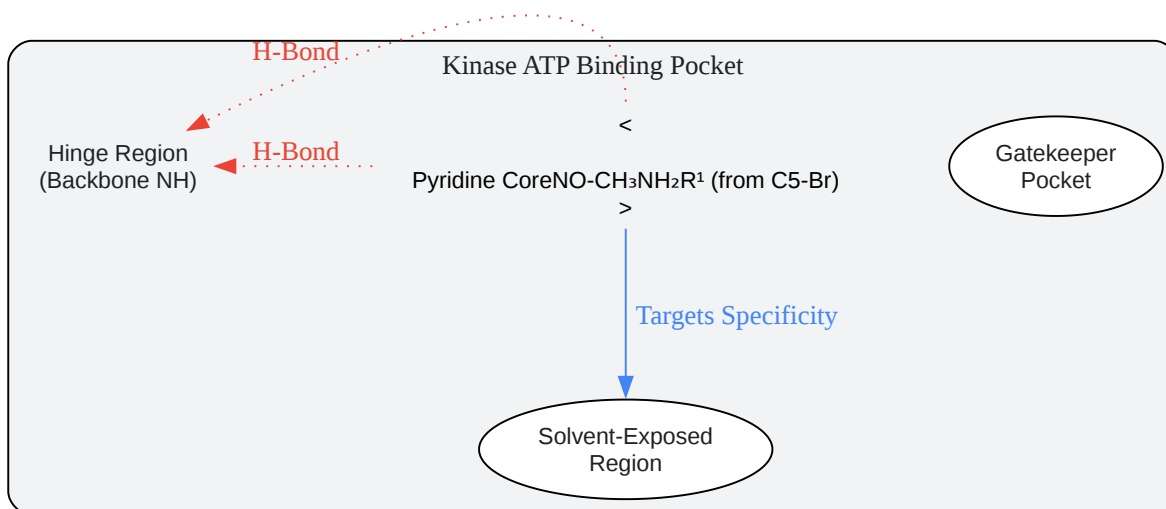 H-Bond
Kinase ATP Binding Pocket
<
Hinge Region
(Backbone NH)
H-Bond
Pyridine CoreNO-CH₃NH₂R¹ (from C5-Br)
>
Gatekeeper
Pocket
Targets Specificity
Solvent-Exposed
Region